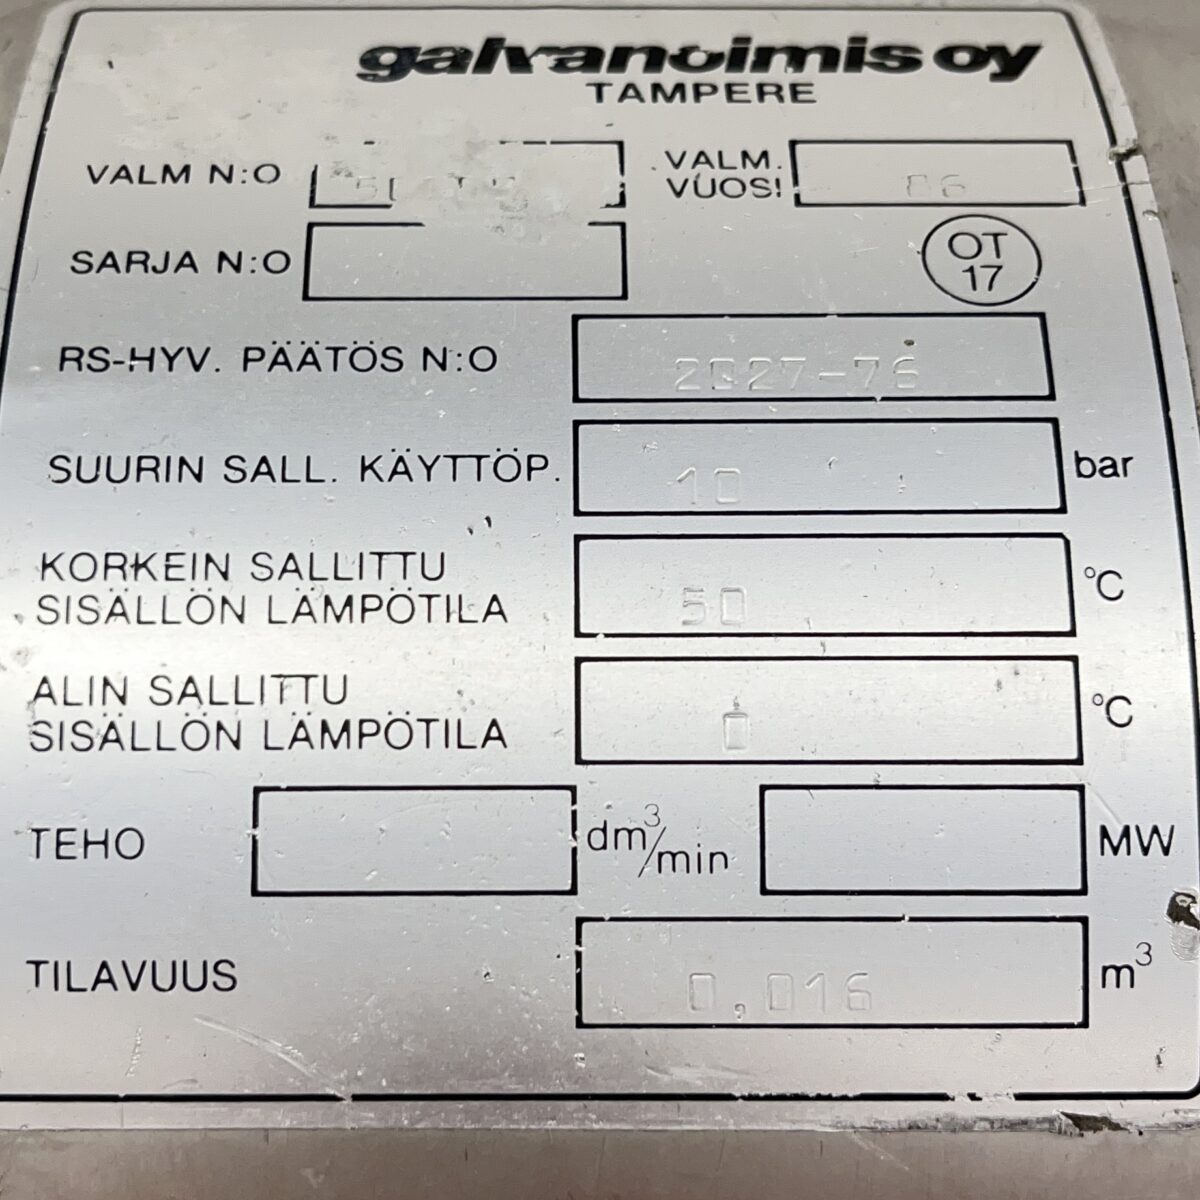 galvanoimis oy
TAMPERE
VALM N:O
VALM. VUOSI 86
SARJA N:O
OT 17
RS-HYV. PÄÄTÖS N:O 2027-76
SUURIN SALL. KÄYTTÖP. 10 bar
KORKEIN SALLITTU
SISÄLLÖN LÄMPÖTILA 50 °C
ALIN SALLITTU
SISÄLLÖN LÄMPÖTILA 0 °C
TEHO dm³/min MW
TILAVUUS 0,016 m³